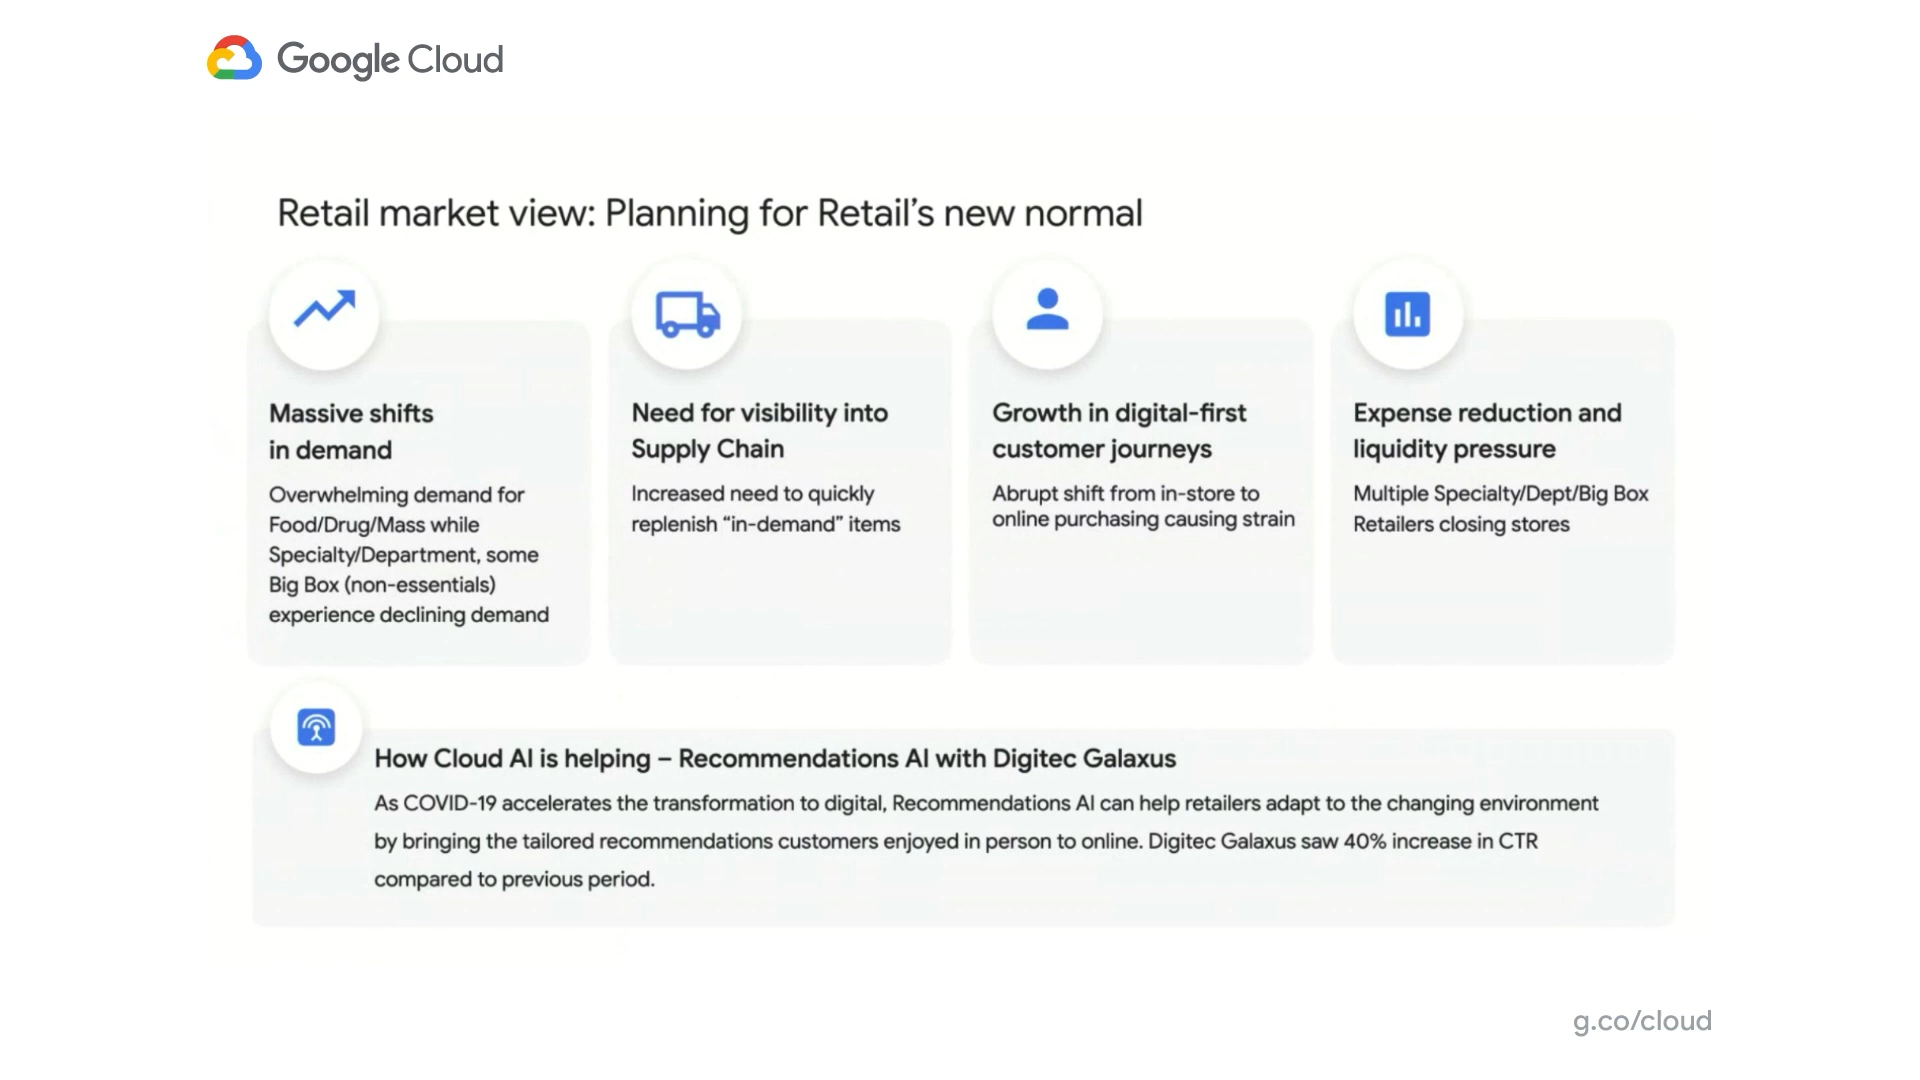 Google Cloud
Retail market view: Planning for Retail’s new normal
Massive shifts
in demand
Overwhelming demand for
Food/Drug/Mass while
Specialty/Department, some
Big Box (non-essentials)
experience declining demand
Need for visibility into
Supply Chain
Increased need to quickly
replenish “in-demand” items
Growth in digital-first
customer journeys
Abrupt shift from in-store to
online purchasing causing strain
Expense reduction and
liquidity pressure
Multiple Specialty/Dept/Big Box
Retailers closing stores
How Cloud AI is helping – Recommendations AI with Digitec Galaxus
As COVID-19 accelerates the transformation to digital, Recommendations AI can help retailers adapt to the changing environment
by bringing the tailored recommendations customers enjoyed in person to online. Digitec Galaxus saw 40% increase in CTR
compared to previous period.
g.co/cloud